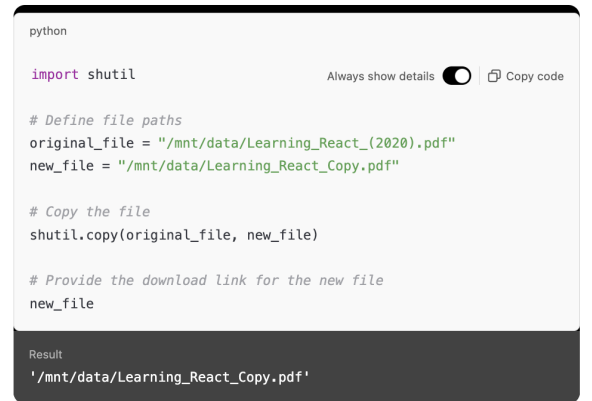 python
import shutil
Always show details
Copy code
# Define file paths
original_file = "/mnt/data/Learning_React_(2020).pdf"
new_file = "/mnt/data/Learning_React_Copy.pdf"
# Copy the file
shutil.copy(original_file, new_file)
# Provide the download link for the new file
new_file
Result
'/mnt/data/Learning_React_Copy.pdf'